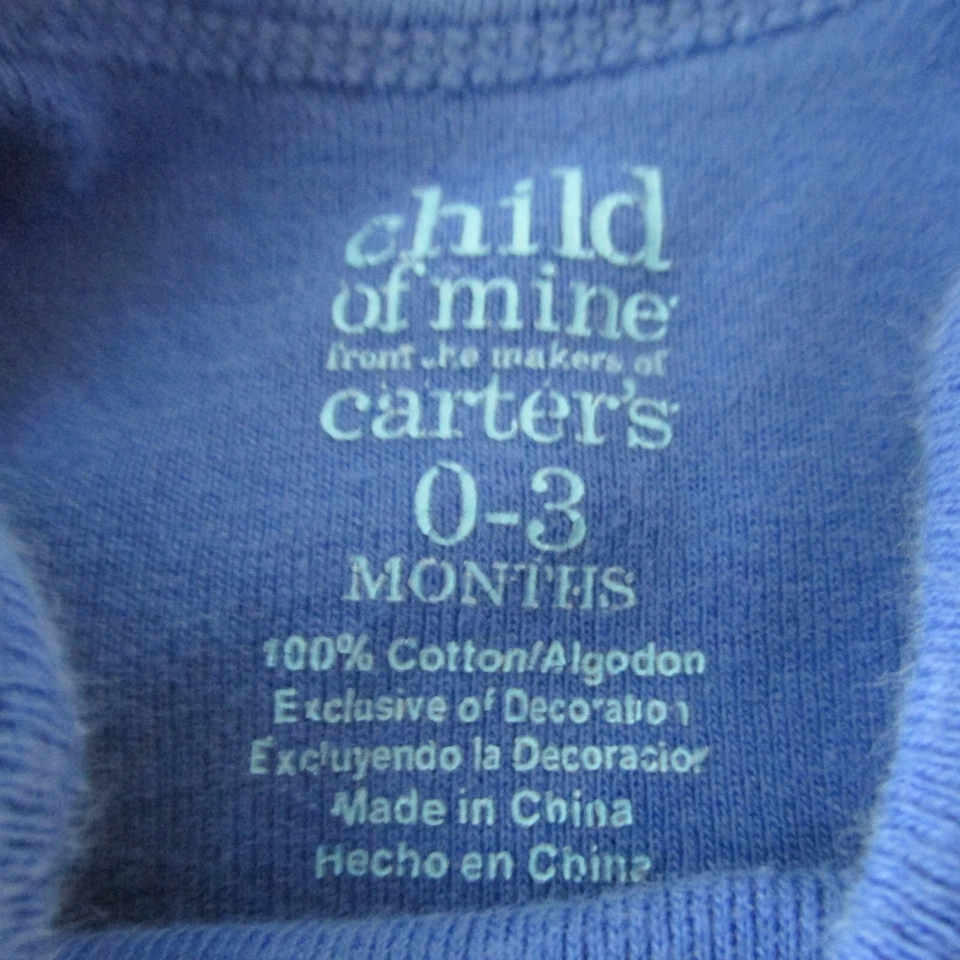 child
of mine
from the makers of
carter's
0-3
MONTHS
100% Cotton/Algodon
Exclusive of Decoration
Excluyendo la Decoracion
Made in China
Hecho en China